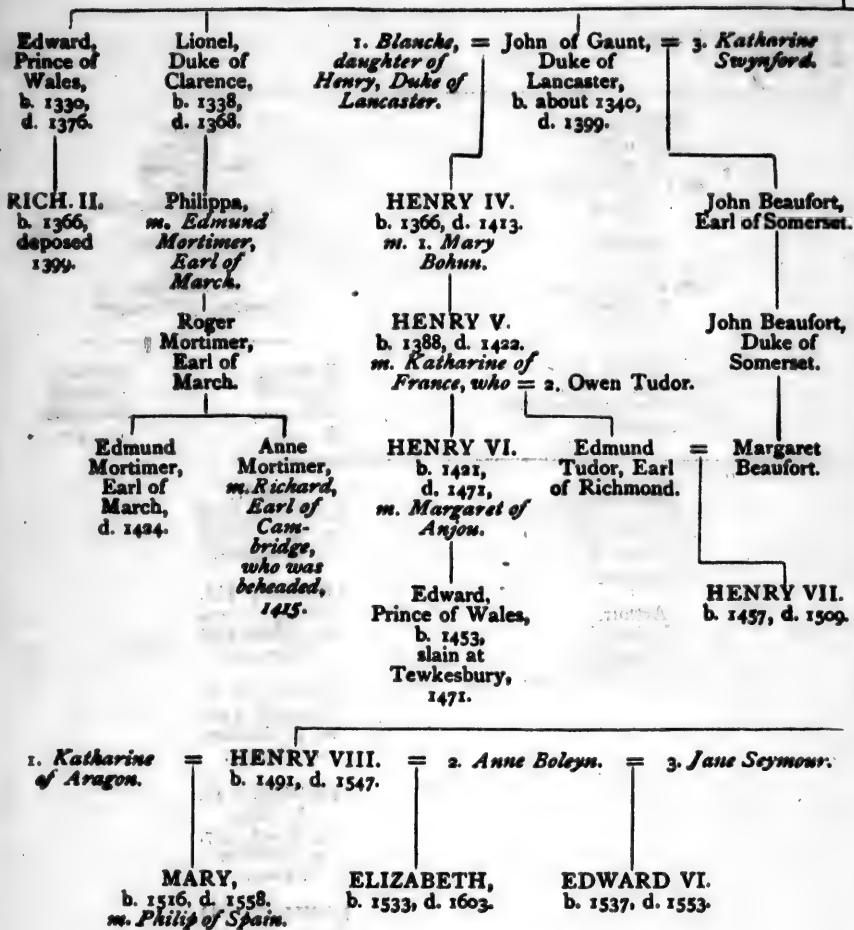 Edward,
Prince of
Wales,
b. 1330,
d. 1376.
Lionel,
Duke of
Clarence,
b. 1338,
d. 1368.
1. Blanche,
daughter of
Henry, Duke of
Lancaster.
=
John of Gaunt,
Duke of
Lancaster,
b. about 1340,
d. 1399.
=
3. Katharine
Swynford.
RICH. II.
b. 1366,
deposed
1399.
Philippa,
m. Edmund
Mortimer,
Earl of
March.
HENRY IV.
b. 1366, d. 1413.
m. 1. Mary
Bohun.
John Beaufort,
Earl of Somerset.
Roger
Mortimer,
Earl of
March.
HENRY V.
b. 1388, d. 1422.
m. Katharine of
France, who = 2. Owen Tudor.
John Beaufort,
Duke of
Somerset.
Edmund
Mortimer,
Earl of
March,
d. 1424.
Anne
Mortimer,
m. Richard,
Earl of
Cam-
bridge,
who was
beheaded,
1415.
HENRY VI.
b. 1421,
d. 1471,
m. Margaret of
Anjou.
Edmund
Tudor, Earl
of Richmond.
=
Margaret
Beaufort.
Edward,
Prince of Wales,
b. 1453,
slain at
Tewkesbury,
1471.
HENRY VII.
b. 1457, d. 1509.
1. Katharine
of Aragon.
=
HENRY VIII.
b. 1491, d. 1547.
=
2. Anne Boleyn.
=
3. Jane Seymour.
MARY,
b. 1516, d. 1558.
m. Philip of Spain.
ELIZABETH,
b. 1533, d. 1603.
EDWARD VI.
b. 1537, d. 1553.